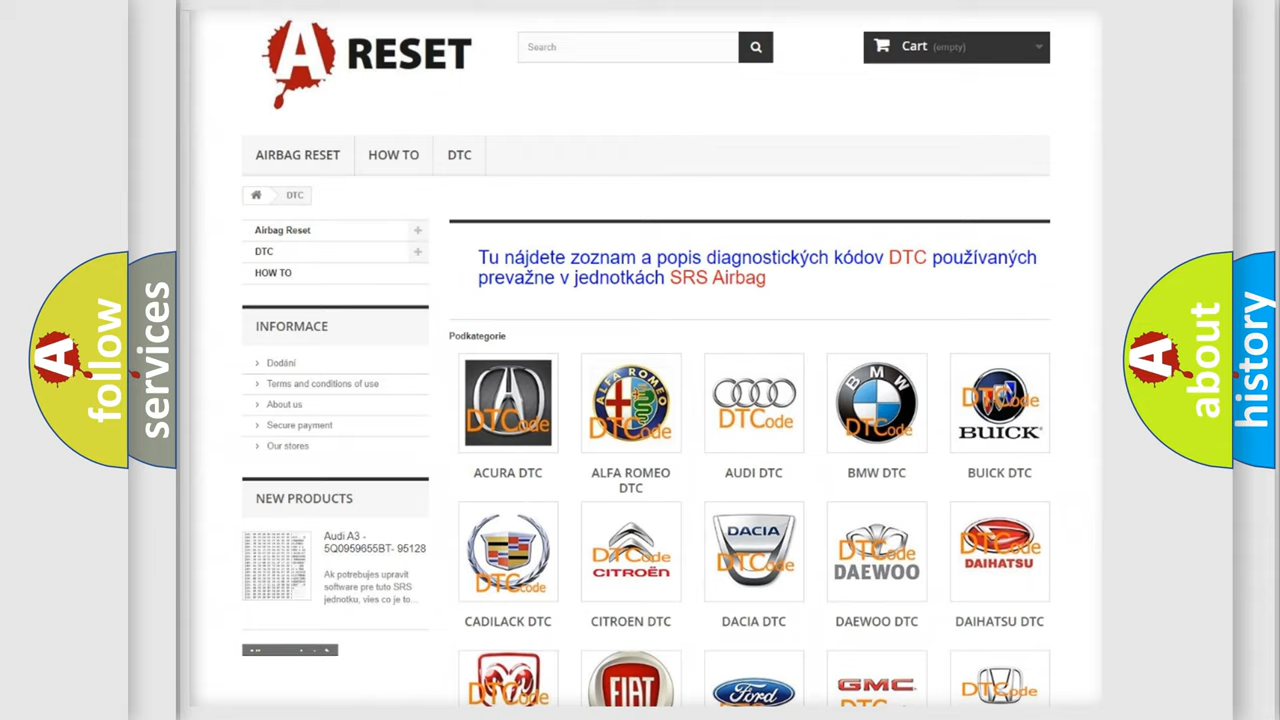 A RESET
Search
Cart (empty)
AIRBAG RESET
HOW TO
DTC
DTC
Airbag Reset
DTC
HOW TO
Tu nájdete zoznam a popis diagnostických kódov DTC používaných
prevažne v jednotkách SRS Airbag
INFORMACE
Dodání
Terms and conditions of use
About us
Secure payment
Our stores
NEW PRODUCTS
Audi A3 -
5Q0959655BT- 95128
Ak potrebujes upravit
software pre tuto SRS
jednotku, vies co je to...
Podkategorie
DTCode
ALFA ROMEO
DTCode
DTCode
BMW
DTCode
DTCode
BUICK
ACURA DTC
ALFA ROMEO
DTC
AUDI DTC
BMW DTC
BUICK DTC
DTCode
DTCode
CITROËN
DACIA
DTCode
DTCode
DAEWOO
DTCode
DAIHATSU
CADILACK DTC
CITROEN DTC
DACIA DTC
DAEWOO DTC
DAIHATSU DTC
DTCode
FIAT
Ford
GMC
DTCode
A follow
services
A about
history